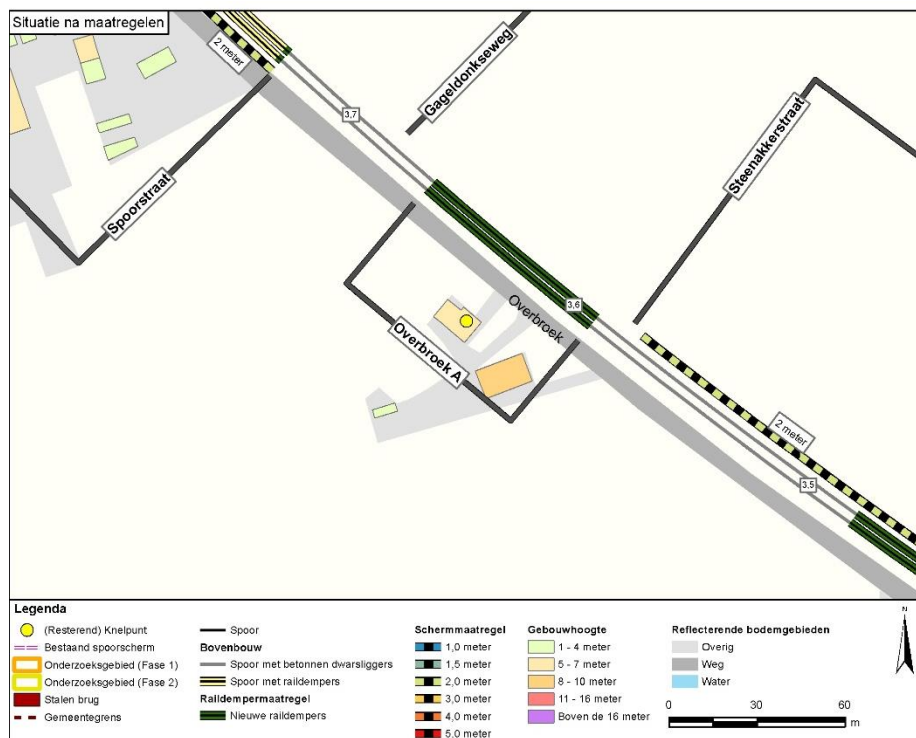 Situatie na maatregelen
2 meter
Gageldonkseweg
3,7
Steenakkerstraat
Spoorstraat
3,6
Overbroek
Overbroek A
2 meter
3,5
Legenda
(Resterend) Knelpunt
Bestaand spoorscherm
Onderzoeksgebied (Fase 1)
Onderzoeksgebied (Fase 2)
Stalen brug
Gemeentegrens
Spoor
Bovenbouw
Spoor met betonnen dwarsliggers
Spoor met raildempers
Raildempermaatregel
Nieuwe raildempers
Schermmaatregel
1,0 meter
1,5 meter
2,0 meter
3,0 meter
4,0 meter
5,0 meter
Gebouwhoogte
1 - 4 meter
5 - 7 meter
8 - 10 meter
11 - 16 meter
Boven de 16 meter
Reflecterende bodemgebieden
Overig
Weg
Water
N
0 30 60
m